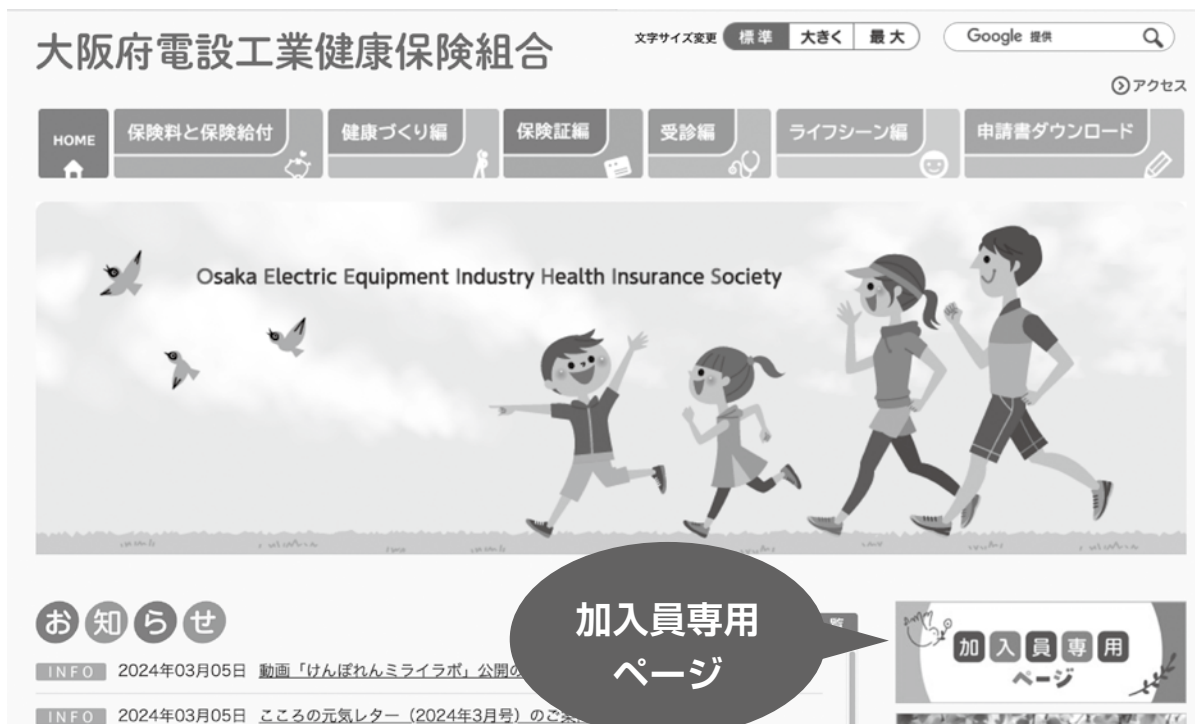 大阪府電設工業健康保険組合
文字サイズ変更 標準 大きく 最大
Google 提供
アクセス
HOME 保険料と保険給付 健康づくり編 保険証編 受診編 ライフシーン編 申請書ダウンロード
Osaka Electric Equipment Industry Health Insurance Society
お知らせ
覧
INFO 2024年03月05日 動画「けんぽれんミライラボ」公開の
INFO 2024年03月05日 こころの元気レター（2024年3月号）のご案
加入員専用
ページ
加入員専用
ページ